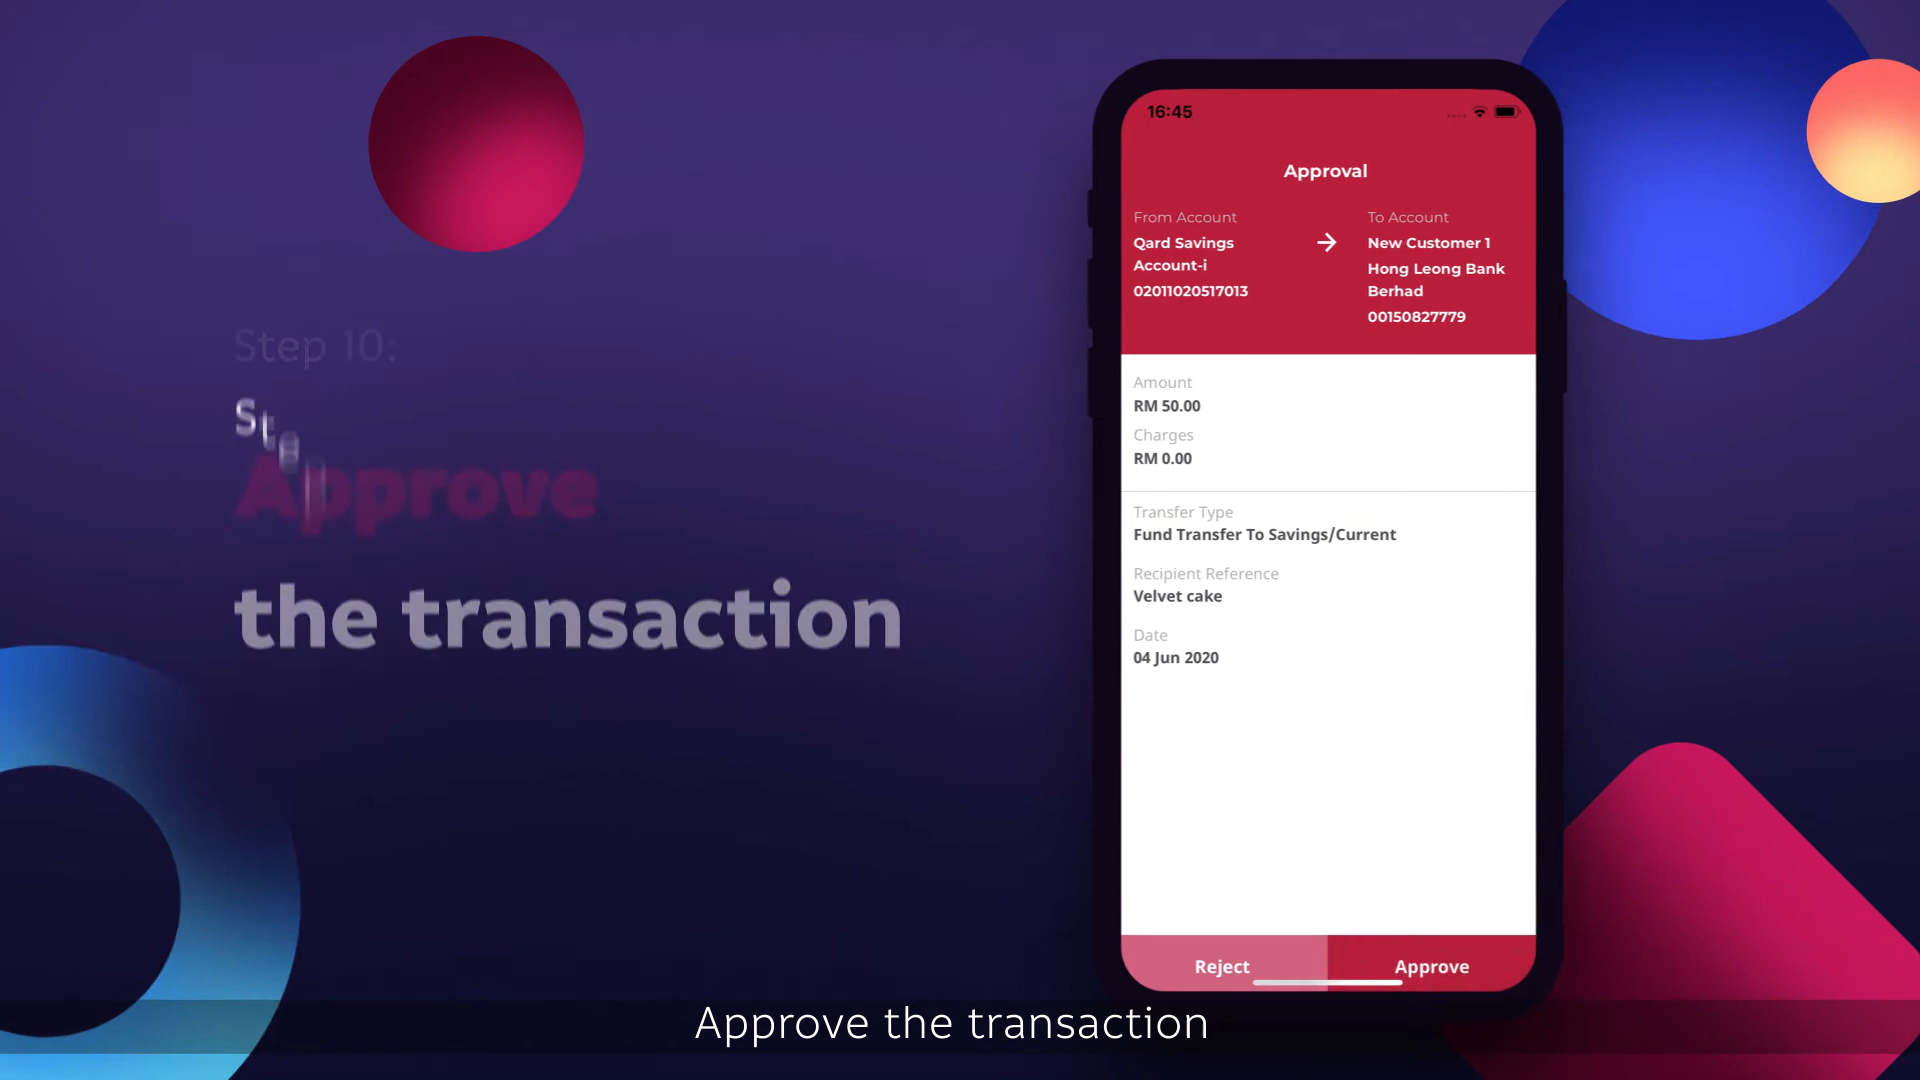 Step 10:
Step
Approve
the transaction
16:45
Approval
From Account
Qard Savings
Account-i
02011020517013
To Account
New Customer 1
Hong Leong Bank
Berhad
00150827779
Amount
RM 50.00
Charges
RM 0.00
Transfer Type
Fund Transfer To Savings/Current
Recipient Reference
Velvet cake
Date
04 Jun 2020
Reject
Approve
Approve the transaction